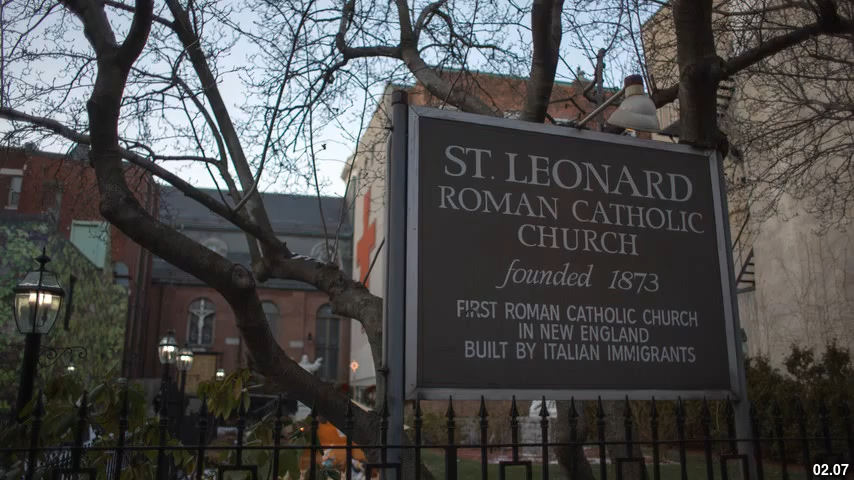 ST. LEONARD
ROMAN CATHOLIC
CHURCH
founded 1873
FIRST ROMAN CATHOLIC CHURCH
IN NEW ENGLAND
BUILT BY ITALIAN IMMIGRANTS
02.07